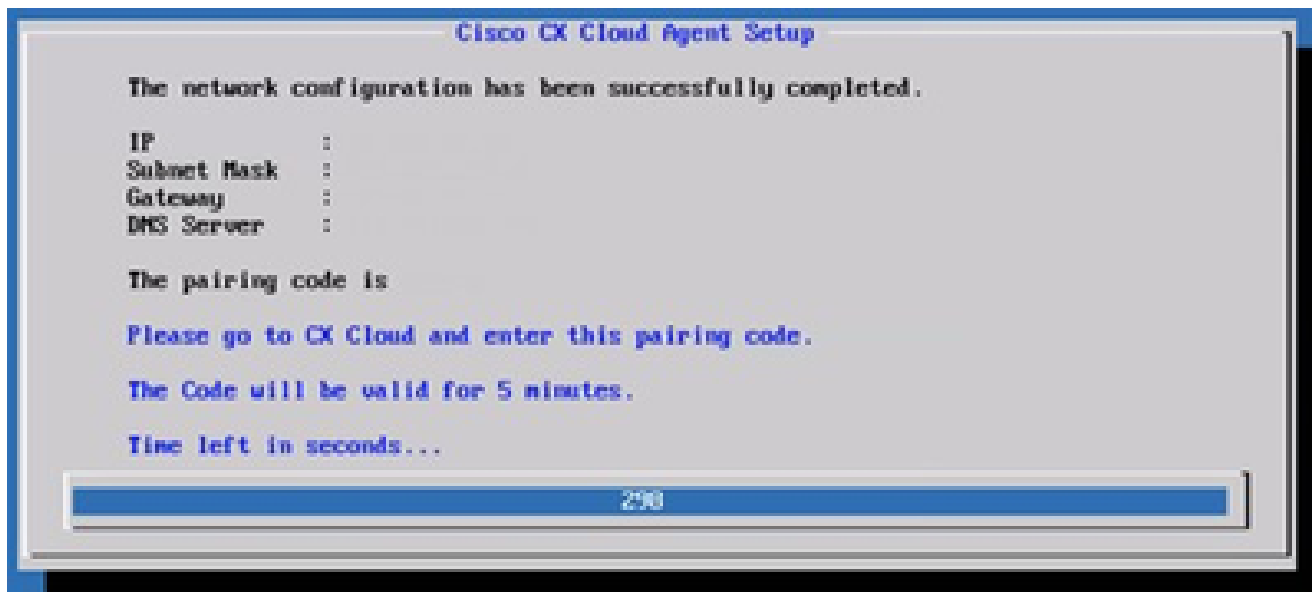 Cisco CX Cloud Agent Setup
The network configuration has been successfully completed.
IP :
Subnet Mask :
Gateway :
DNS Server :
The pairing code is
Please go to CX Cloud and enter this pairing code.
The Code will be valid for 5 minutes.
Time left in seconds...
298